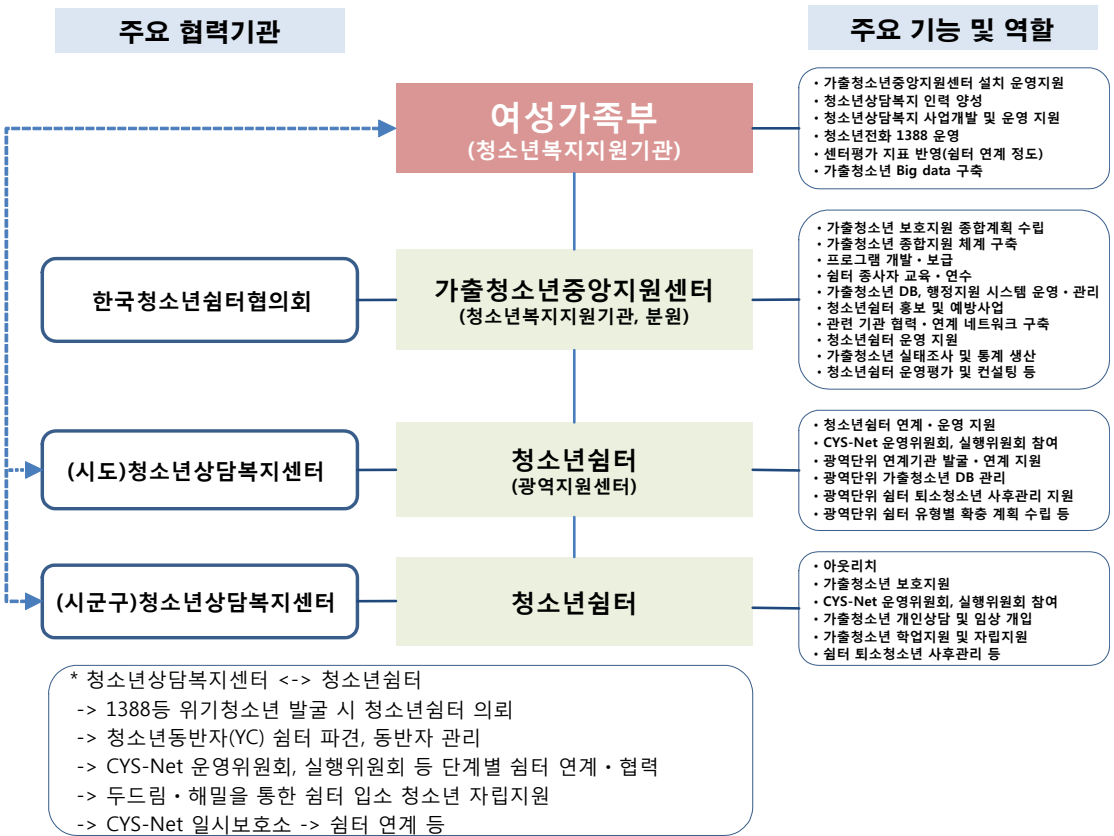 주요 협력기관
주요 기능 및 역할
여성가족부
(청소년복지지원기관)
• 가출청소년중앙지원센터 설치 운영지원
• 청소년상담복지 인력 양성
• 청소년상담복지 사업개발 및 운영 지원
• 청소년전화 1388 운영
• 센터평가 지표 반영(쉼터 연계 정도)
• 가출청소년 Big data 구축
한국청소년쉼터협의회
가출청소년중앙지원센터
(청소년복지지원기관, 분원)
• 가출청소년 보호지원 종합계획 수립
• 가출청소년 종합지원 체계 구축
• 프로그램 개발・보급
• 쉼터 종사자 교육・연수
• 가출청소년 DB, 행정지원 시스템 운영・관리
• 청소년쉼터 홍보 및 예방사업
• 관련 기관 협력・연계 네트워크 구축
• 청소년쉼터 운영 지원
• 가출청소년 실태조사 및 통계 생산
• 청소년쉼터 운영평가 및 컨설팅 등
(시도)청소년상담복지센터
청소년쉼터
(광역지원센터)
• 청소년쉼터 연계・운영 지원
• CYS-Net 운영위원회, 실행위원회 참여
• 광역단위 연계기관 발굴・연계 지원
• 광역단위 가출청소년 DB 관리
• 광역단위 쉼터 퇴소청소년 사후관리 지원
• 광역단위 쉼터 유형별 확충 계획 수립 등
(시군구)청소년상담복지센터
청소년쉼터
• 아웃리치
• 가출청소년 보호지원
• CYS-Net 운영위원회, 실행위원회 참여
• 가출청소년 개인상담 및 임상 개입
• 가출청소년 학업지원 및 자립지원
• 쉼터 퇴소청소년 사후관리 등
* 청소년상담복지센터 <-> 청소년쉼터
-> 1388등 위기청소년 발굴 시 청소년쉼터 의뢰
-> 청소년동반자(YC) 쉼터 파견, 동반자 관리
-> CYS-Net 운영위원회, 실행위원회 등 단계별 쉼터 연계・협력
-> 두드림・해밀을 통한 쉼터 입소 청소년 자립지원
-> CYS-Net 일시보호소 -> 쉼터 연계 등